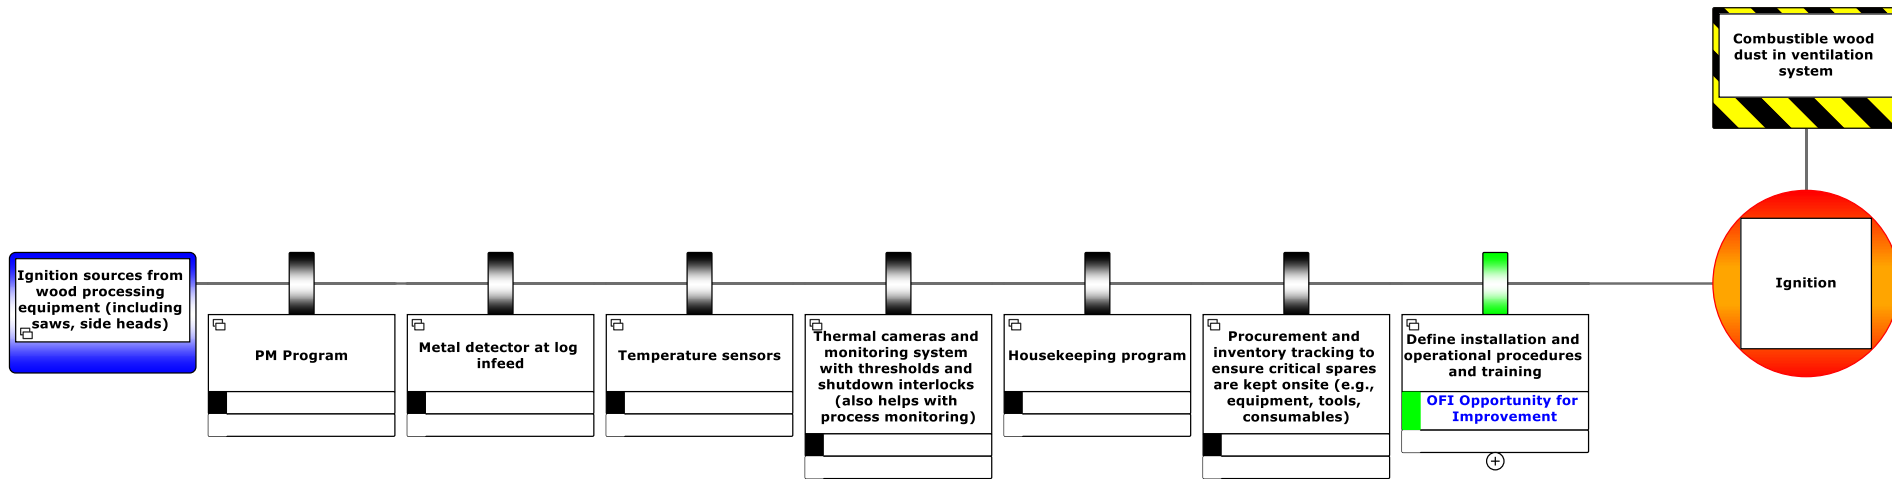 Combustible wood
dust in ventilation
system
Ignition sources from
wood processing
equipment (including
saws, side heads)
PM Program
Metal detector at log
infeed
Temperature sensors
Thermal cameras and
monitoring system
with thresholds and
shutdown interlocks
(also helps with
process monitoring)
Housekeeping program
Procurement and
inventory tracking to
ensure critical spares
are kept onsite (e.g.,
equipment, tools,
consumables)
Define installation and
operational procedures
and training
OFI Opportunity for
Improvement
Ignition